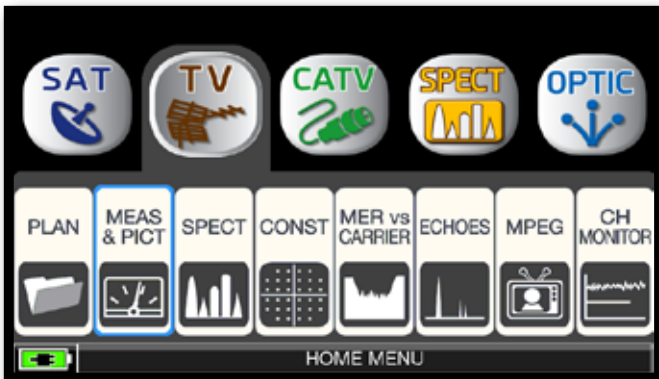 SAT
TV
CATV
SPECT
OPTIC
PLAN
MEAS
& PICT
SPECT
CONST
MER vs
CARRIER
ECHOES
MPEG
CH
MONITOR
HOME MENU